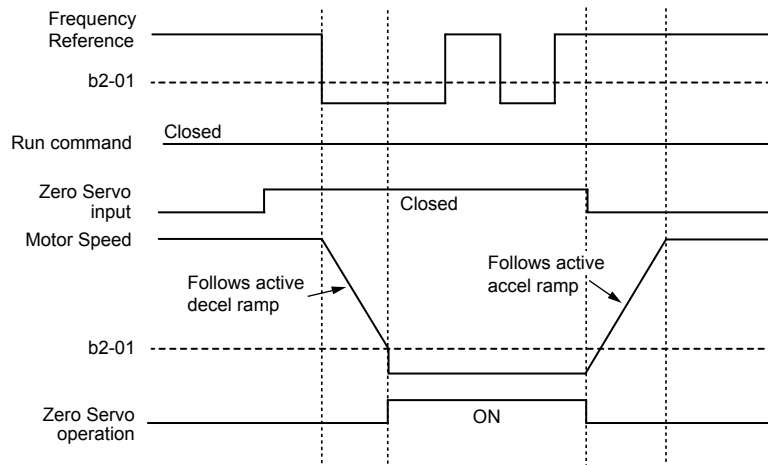 Frequency
Reference
b2-01
Run command
Closed
Zero Servo
input
Closed
Motor Speed
Follows active
decel ramp
Follows active
accel ramp
b2-01
Zero Servo
operation
ON